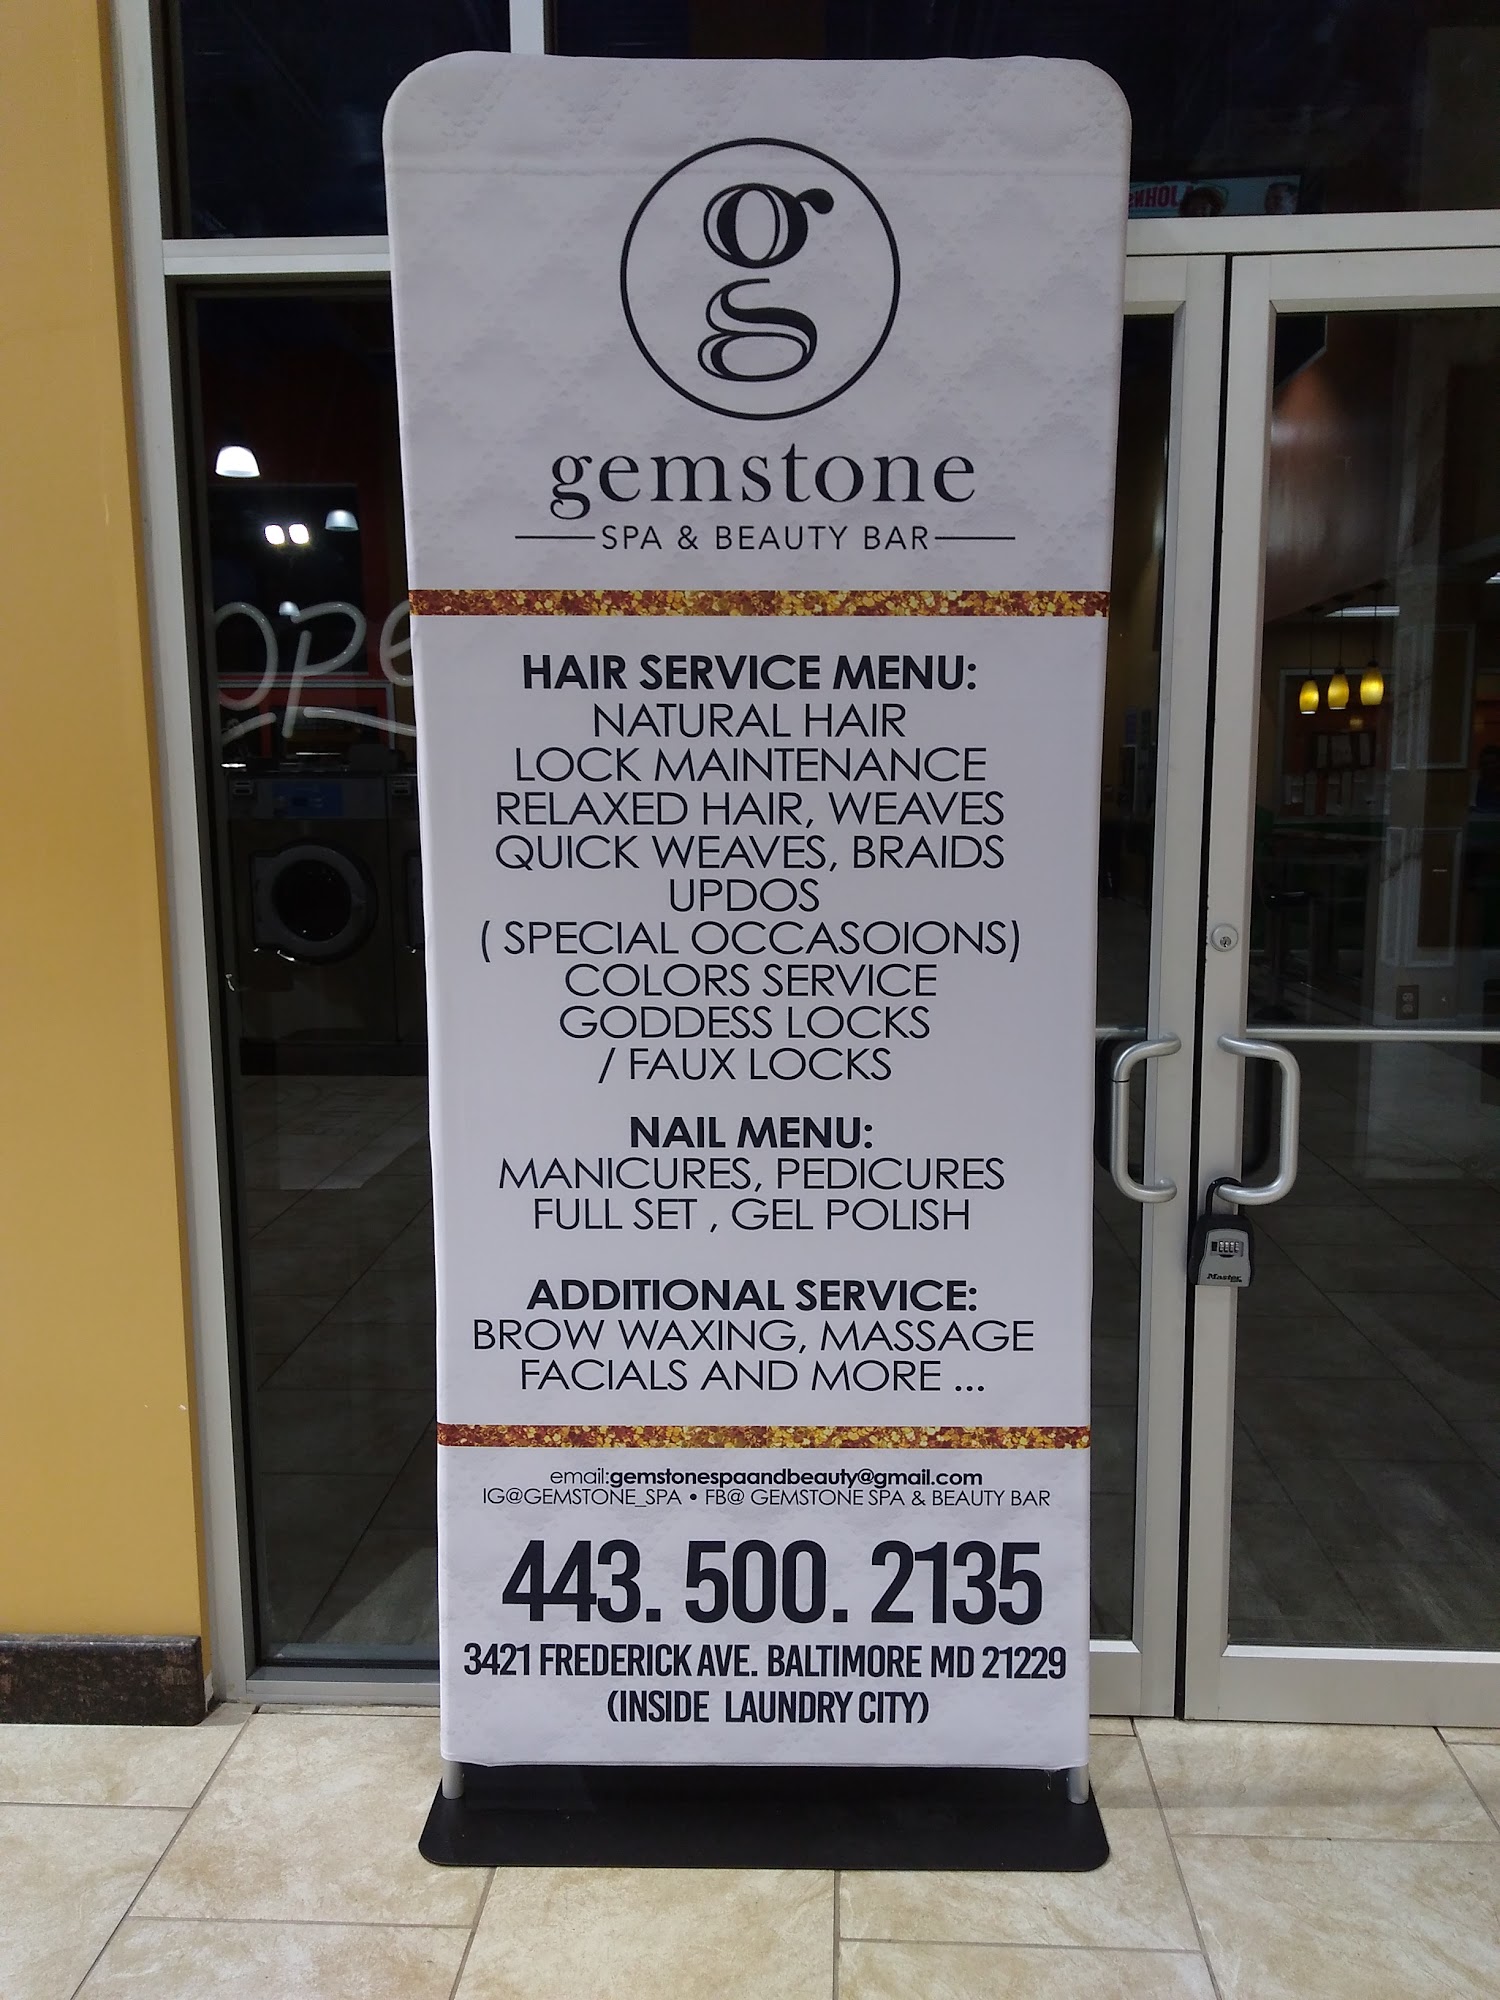 g
gemstone
SPA & BEAUTY BAR
HAIR SERVICE MENU:
NATURAL HAIR
LOCK MAINTENANCE
RELAXED HAIR, WEAVES
QUICK WEAVES, BRAIDS
UPDOS
( SPECIAL OCCASOIONS)
COLORS SERVICE
GODDESS LOCKS
/ FAUX LOCKS
NAIL MENU:
MANICURES, PEDICURES
FULL SET , GEL POLISH
ADDITIONAL SERVICE:
BROW WAXING, MASSAGE
FACIALS AND MORE ...
email:gemstonespaandbeauty@gmail.com
IG@GEMSTONE_SPA • FB@ GEMSTONE SPA & BEAUTY BAR
443. 500. 2135
3421 FREDERICK AVE. BALTIMORE MD 21229
(INSIDE LAUNDRY CITY)
ope
Master